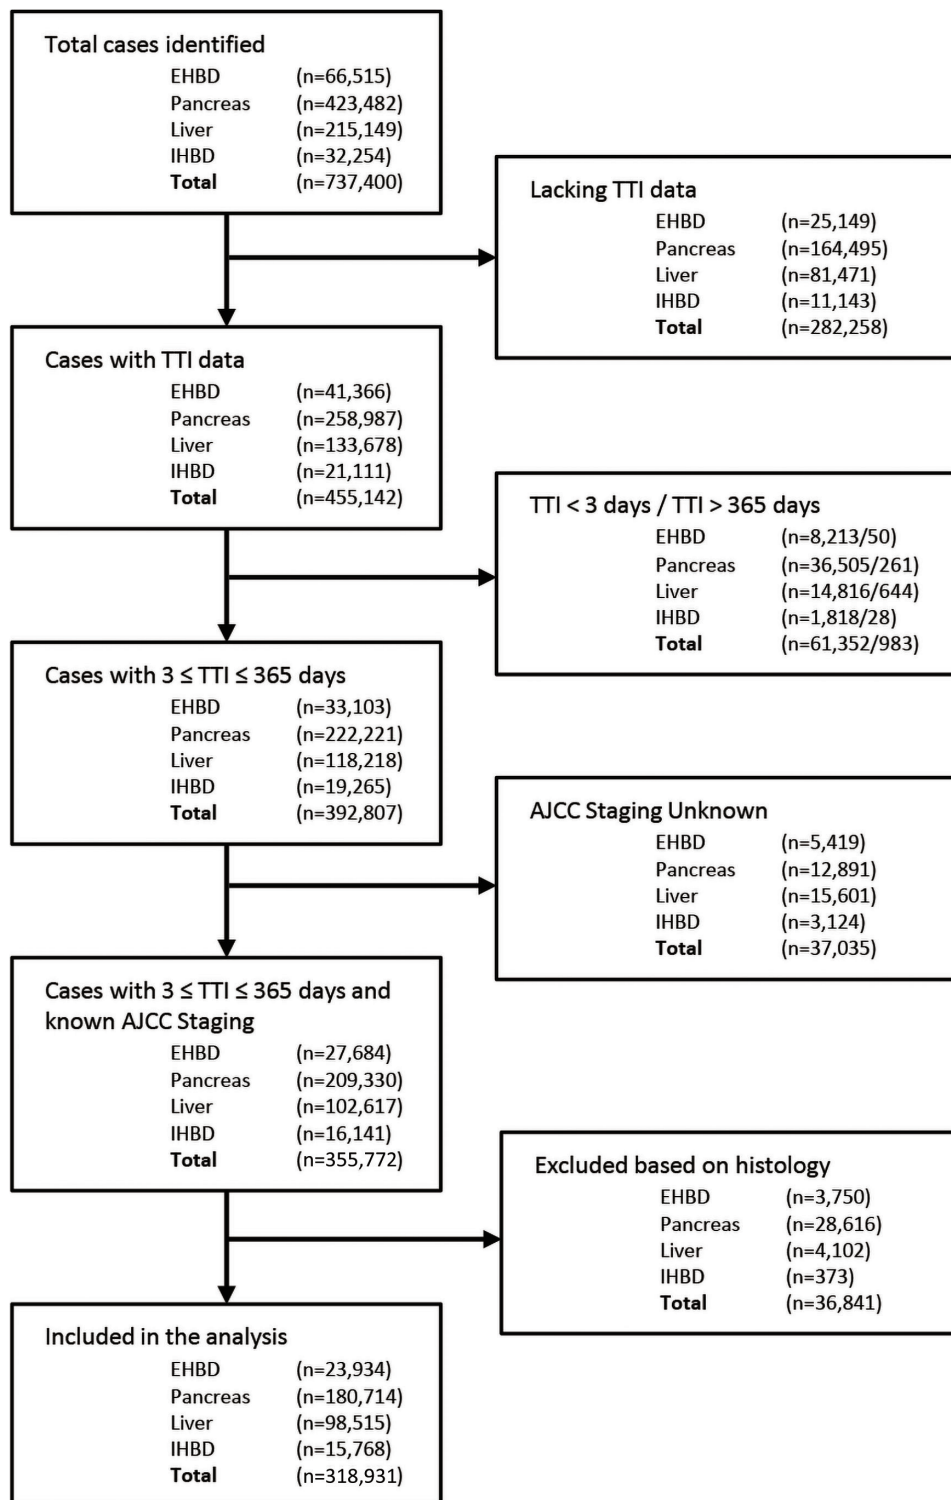 Total cases identified
EHBD (n=66,515)
Pancreas (n=423,482)
Liver (n=215,149)
IHBD (n=32,254)
Total (n=737,400)
Lacking TTI data
EHBD (n=25,149)
Pancreas (n=164,495)
Liver (n=81,471)
IHBD (n=11,143)
Total (n=282,258)
Cases with TTI data
EHBD (n=41,366)
Pancreas (n=258,987)
Liver (n=133,678)
IHBD (n=21,111)
Total (n=455,142)
TTI < 3 days / TTI > 365 days
EHBD (n=8,213/50)
Pancreas (n=36,505/261)
Liver (n=14,816/644)
IHBD (n=1,818/28)
Total (n=61,352/983)
Cases with 3 ≤ TTI ≤ 365 days
EHBD (n=33,103)
Pancreas (n=222,221)
Liver (n=118,218)
IHBD (n=19,265)
Total (n=392,807)
AJCC Staging Unknown
EHBD (n=5,419)
Pancreas (n=12,891)
Liver (n=15,601)
IHBD (n=3,124)
Total (n=37,035)
Cases with 3 ≤ TTI ≤ 365 days and
known AJCC Staging
EHBD (n=27,684)
Pancreas (n=209,330)
Liver (n=102,617)
IHBD (n=16,141)
Total (n=355,772)
Excluded based on histology
EHBD (n=3,750)
Pancreas (n=28,616)
Liver (n=4,102)
IHBD (n=373)
Total (n=36,841)
Included in the analysis
EHBD (n=23,934)
Pancreas (n=180,714)
Liver (n=98,515)
IHBD (n=15,768)
Total (n=318,931)